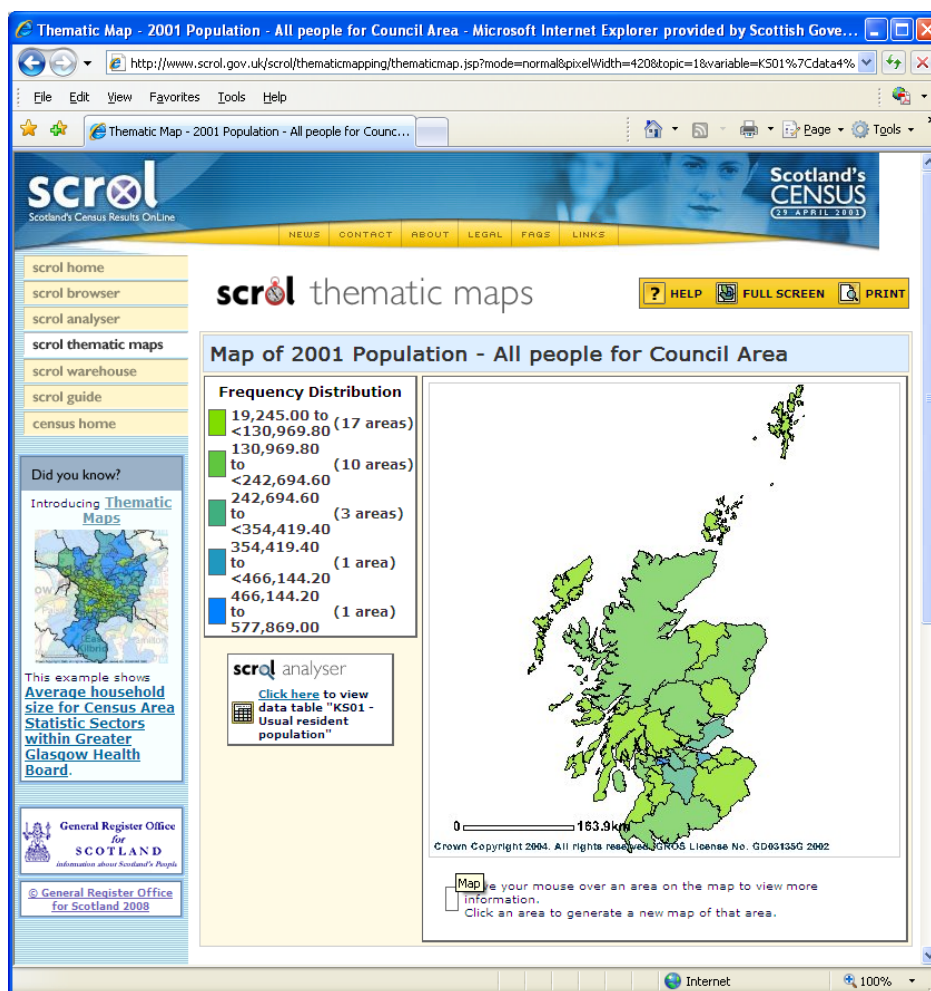 Thematic Map - 2001 Population - All people for Council Area - Microsoft Internet Explorer provided by Scottish Gove...
http://www.scrol.gov.uk/scrol/thematicmapping/thematicmap.jsp?mode=normal&pixelWidth=420&topic=1&variable=KS01%7Cdata4%
File Edit View Favorites Tools Help
Thematic Map - 2001 Population - All people for Counc...
Page Tools
scrol
Scotland's Census Results OnLine
Scotland's
CENSUS
29 APRIL 2001
NEWS CONTACT ABOUT LEGAL FAQS LINKS
scrol home
scrol browser
scrol analyser
scrol thematic maps
scrol warehouse
scrol guide
census home
scrol thematic maps
? HELP FULL SCREEN PRINT
Map of 2001 Population - All people for Council Area
Frequency Distribution
19,245.00 to
<130,969.80 (17 areas)
130,969.80
to (10 areas)
<242,694.60
242,694.60
to (3 areas)
<354,419.40
354,419.40
to (1 area)
<466,144.20
466,144.20
to (1 area)
577,869.00
scrol analyser
Click here to view
data table "KS01 -
Usual resident
population"
Did you know?
Introducing Thematic
Maps
This example shows
Average household
size for Census Area
Statistic Sectors
within Greater
Glasgow Health
Board.
General Register Office
for
SCOTLAND
information about Scotland's People
© General Register Office
for Scotland 2008
0 163.9km
Crown Copyright 2004. All rights reserved. GROS License No. GD03135G 2002
Map
your mouse over an area on the map to view more
information.
Click an area to generate a new map of that area.
Internet 100%